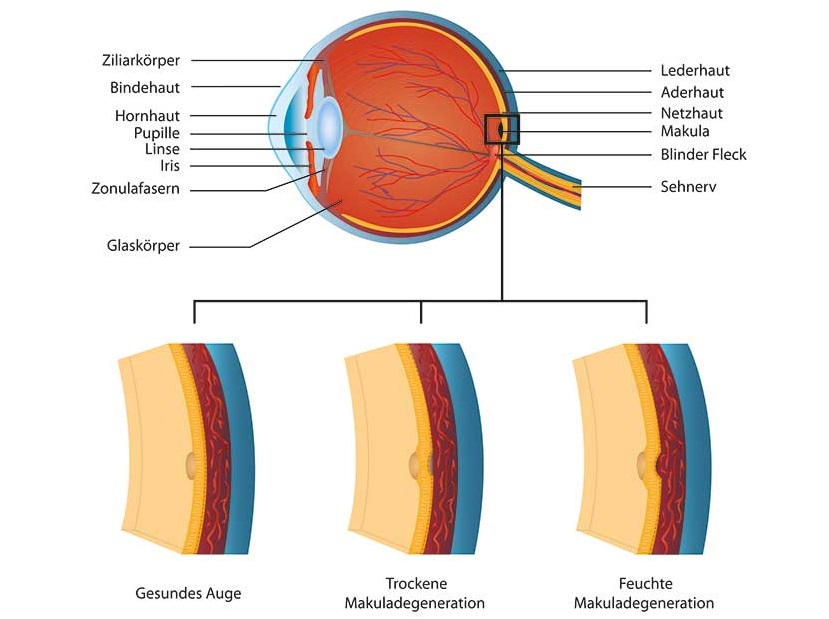 Ziliarkörper
Bindehaut
Hornhaut
Pupille
Linse
Iris
Zonulafasern
Glaskörper
Lederhaut
Aderhaut
Netzhaut
Makula
Blinder Fleck
Sehnerv
Gesundes Auge
Trockene
Makuladegeneration
Feuchte
Makuladegeneration